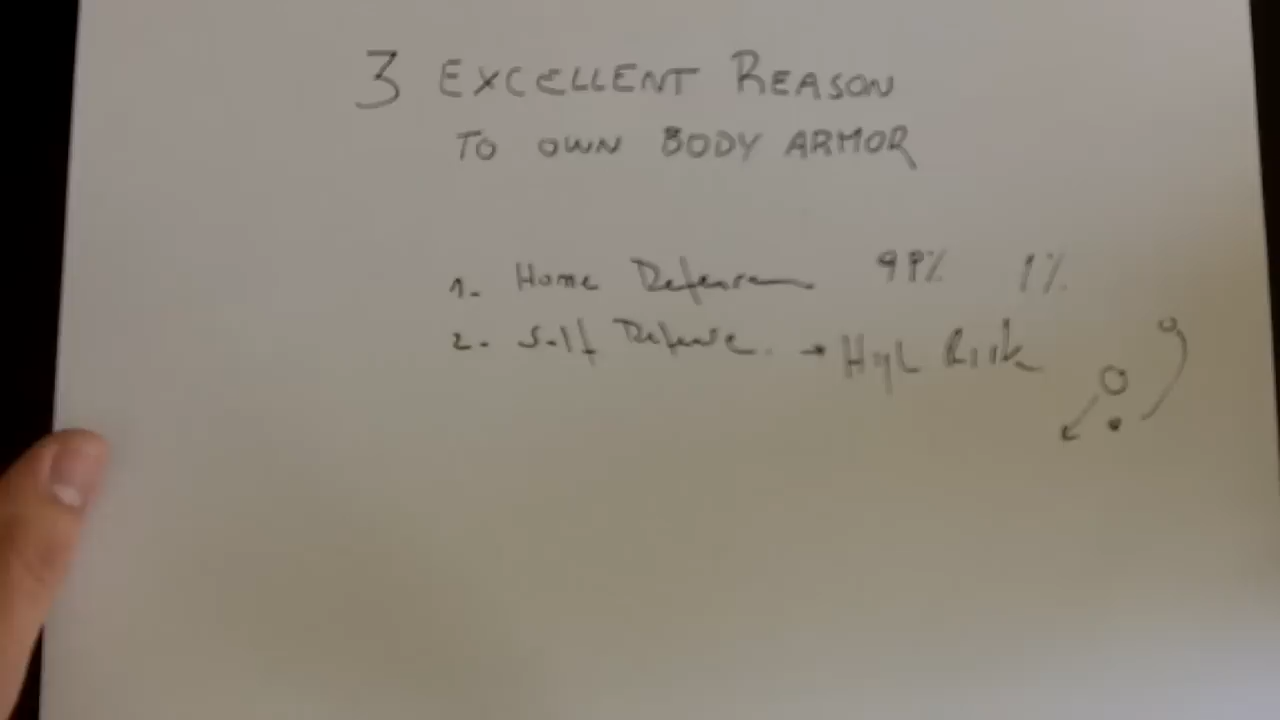 3 EXCELLENT REASON
TO OWN BODY ARMOR
1. Home Defense 99% 1%
2. Self Defense. → High Risk